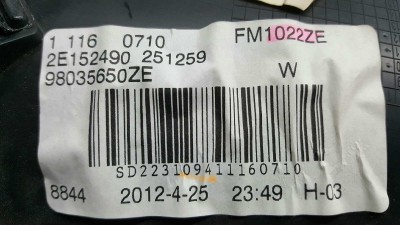 1 116 0710 FM1022ZE
2E152490 251259
98035650ZE W
SD223109411160710
8844 2012-4-25 23:49 H-03